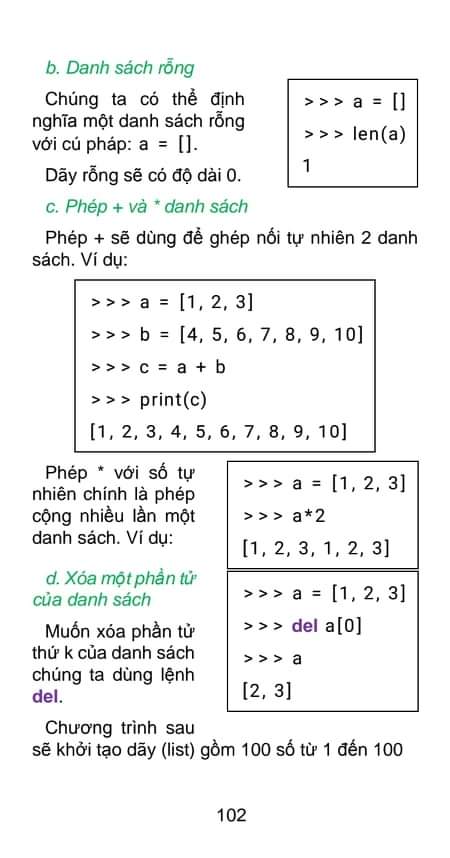 b. Danh sách rỗng
Chúng ta có thể định
nghĩa một danh sách rỗng
với cú pháp: a = [].
Dãy rỗng sẽ có độ dài 0.
>>> a = []
>>> len(a)
1
c. Phép + và * danh sách
Phép + sẽ dùng để ghép nối tự nhiên 2 danh
sách. Ví dụ:
>>> a = [1, 2, 3]
>>> b = [4, 5, 6, 7, 8, 9, 10]
>>> c = a + b
>>> print(c)
[1, 2, 3, 4, 5, 6, 7, 8, 9, 10]
Phép * với số tự
nhiên chính là phép
cộng nhiều lần một
danh sách. Ví dụ:
>>> a = [1, 2, 3]
>>> a*2
[1, 2, 3, 1, 2, 3]
d. Xóa một phần tử
của danh sách
Muốn xóa phần tử
thứ k của danh sách
chúng ta dùng lệnh
del.
>>> a = [1, 2, 3]
>>> del a[0]
>>> a
[2, 3]
Chương trình sau
sẽ khởi tạo dãy (list) gồm 100 số từ 1 đến 100
102